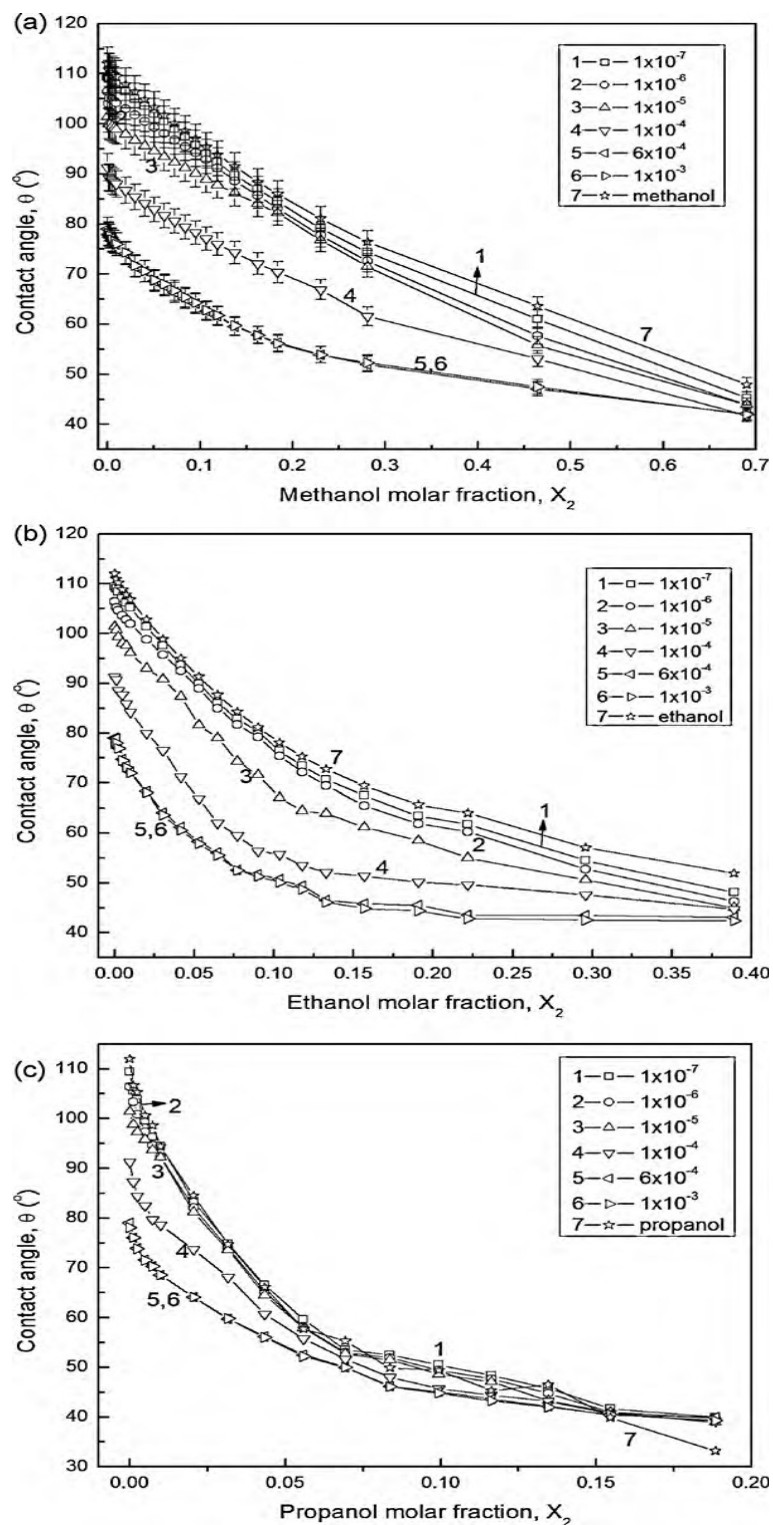 (a)
120
110
100
90
80
70
60
50
40
Contact angle, θ (°)
0.0 0.1 0.2 0.3 0.4 0.5 0.6 0.7
Methanol molar fraction, X₂
1 1x10⁻⁷
2 1x10⁻⁶
3 1x10⁻⁵
4 1x10⁻⁴
5 6x10⁻⁴
6 1x10⁻³
7 methanol
2
3
4
5,6
1
7
(b)
120
110
100
90
80
70
60
50
40
Contact angle, θ (°)
0.00 0.05 0.10 0.15 0.20 0.25 0.30 0.35 0.40
Ethanol molar fraction, X₂
1 1x10⁻⁷
2 1x10⁻⁶
3 1x10⁻⁵
4 1x10⁻⁴
5 6x10⁻⁴
6 1x10⁻³
7 ethanol
7
3
1
2
5,6
4
(c)
110
100
90
80
70
60
50
40
30
Contact angle, θ (°)
0.00 0.05 0.10 0.15 0.20
Propanol molar fraction, X₂
1 1x10⁻⁷
2 1x10⁻⁶
3 1x10⁻⁵
4 1x10⁻⁴
5 6x10⁻⁴
6 1x10⁻³
7 propanol
2
3
4
5,6
1
7